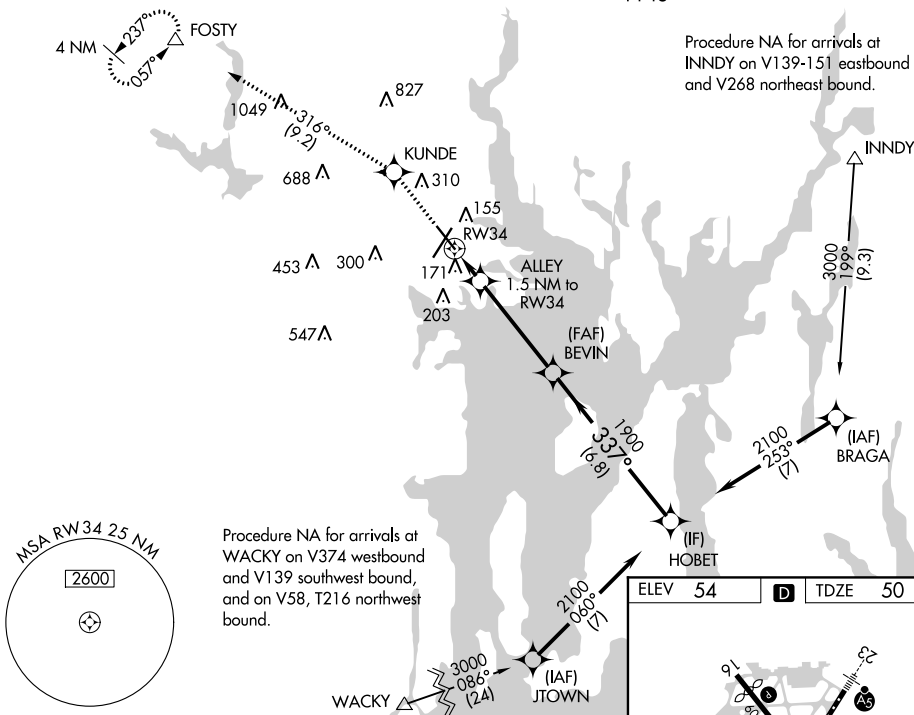 237°
FOSTY
4 NM
057°
Procedure NA for arrivals at
INNDY on V139-151 eastbound
and V268 northeast bound.
1049
827
316°
(9.2)
KUNDE
INNDY
688
310
155
RW34
3000
199°
(9.3)
453
300
171
ALLEY
1.5 NM to
RW34
203
547
(FAF)
BEVIN
1900
337°
(6.8)
2100
253°
(7)
(IAF)
BRAGA
MSA RW34 25 NM
2600
Procedure NA for arrivals at
WACKY on V374 westbound
and V139 southwest bound,
and on V58, T216 northwest
bound.
(IF)
HOBET
2100
060°
(7)
ELEV 54
D
TDZE 50
3000
086°
(24)
(IAF)
JTOWN
WACKY
16
23
A5